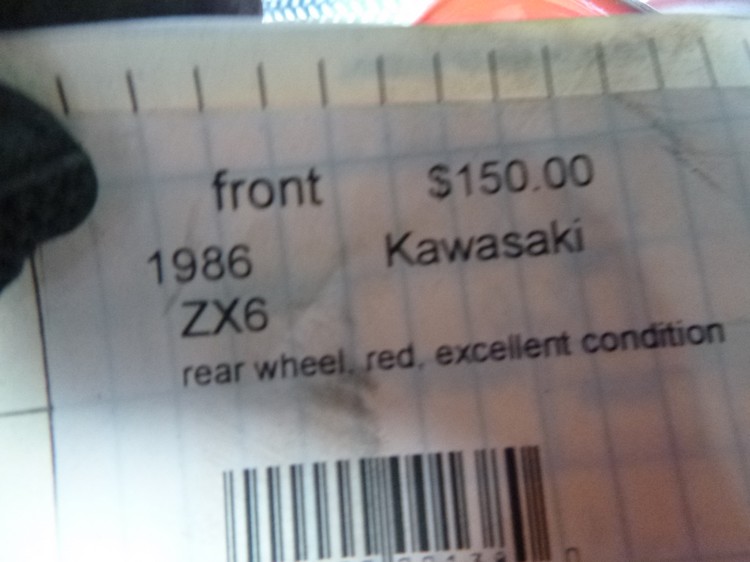 front $150.00
1986 Kawasaki
ZX6
rear wheel, red, excellent condition